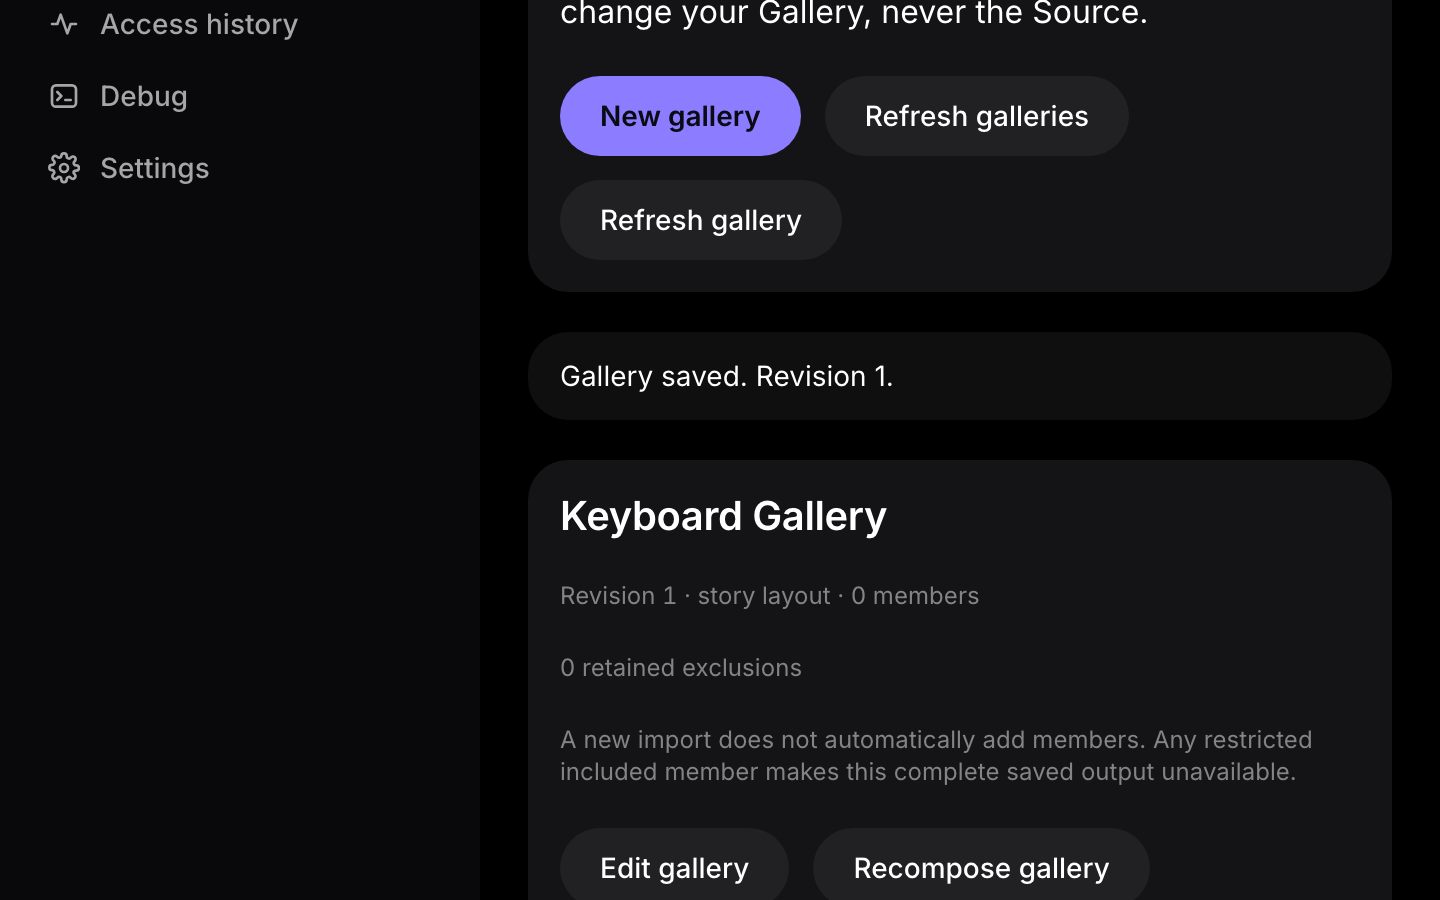 Access history
Debug
Settings
change your Gallery, never the Source.
New gallery
Refresh galleries
Refresh gallery
Gallery saved. Revision 1.
Keyboard Gallery
Revision 1 · story layout · 0 members
0 retained exclusions
A new import does not automatically add members. Any restricted
included member makes this complete saved output unavailable.
Edit gallery
Recompose gallery